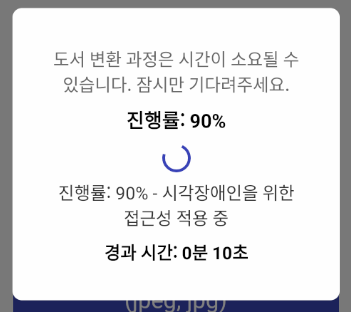 도서 변환 과정은 시간이 소요될 수
있습니다. 잠시만 기다려주세요.
진행률: 90%
진행률: 90% - 시각장애인을 위한
접근성 적용 중
경과 시간: 0분 10초
(jpeg, jpg)